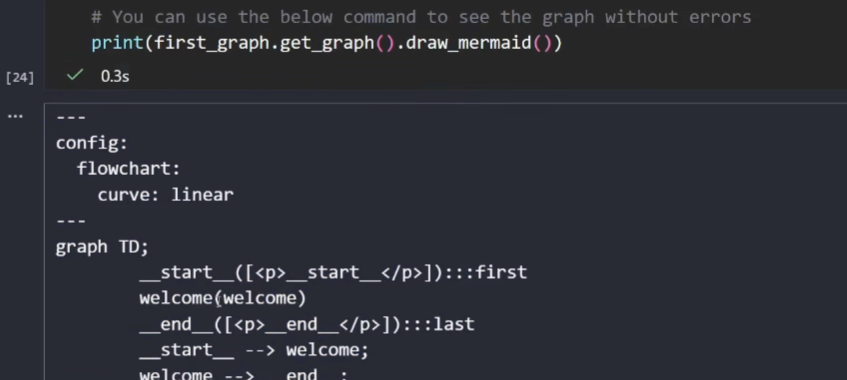 # You can use the below command to see the graph without errors
print(first_graph.get_graph().draw_mermaid())
[24]
0.3s
...
---
config:
  flowchart:
    curve: linear
---
graph TD;
        __start__([<p>__start__</p>]):::first
        welcome(welcome)
        __end__([<p>__end__</p>]):::last
        __start__ --> welcome;
        welcome --> __end__;